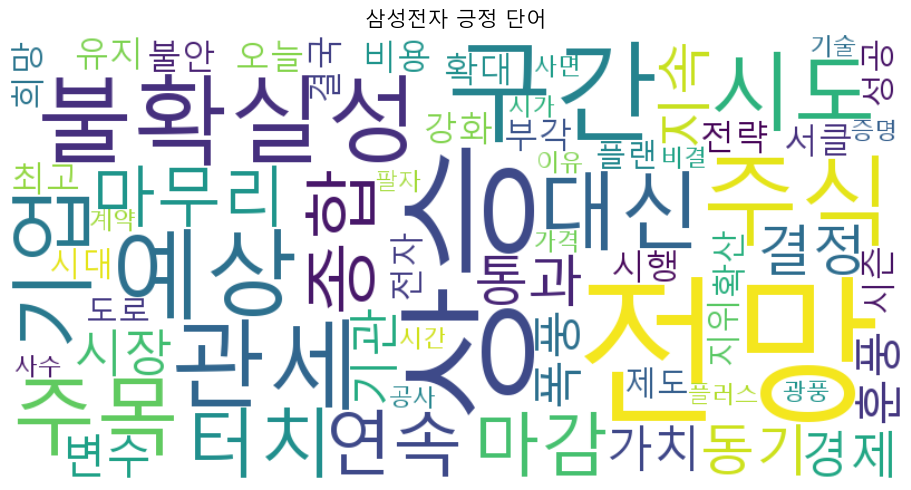 삼성전자 긍정 단어
희망
유지
불안
오늘
결국
비용
확대
사면
구간
지속
시도
기술
성공
불확실성
시가
강화
부각
전략
서클
증명
최고
마무리
종합
팔자
상승
이유
플랜
비결
대신
주식
기업
계약
예상
시대
전자
통과
가격
시행
확산
결정
시즌
도로
관세
시장
기관
시간
폭풍
전망
지위
훈풍
사수
주목
공사
제도
플러스
광풍
변수
터치
연속
마감
가치
동기
경제